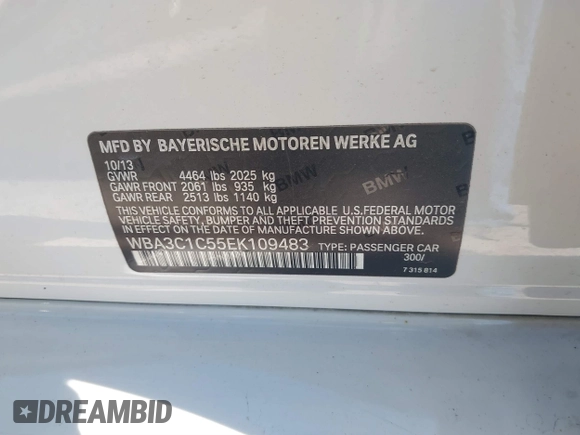 MFD BY BAYERISCHE MOTOREN WERKE AG
10/13
GVWR 4464 lbs 2025 kg
GAWR FRONT 2061 lbs 935 kg
GAWR REAR 2513 lbs 1140 kg
THIS VEHICLE CONFORMS TO ALL APPLICABLE U.S.FEDERAL MOTOR
VEHICLE SAFETY, BUMPER, AND THEFT PREVENTION STANDARDS
IN EFFECT ON THE DATE OF MANUFACTURE SHOWN ABOVE.
WBA3C1C55EK109483 TYPE: PASSENGER CAR
300/
7 315 814
BMW
BMW
DREAMBID